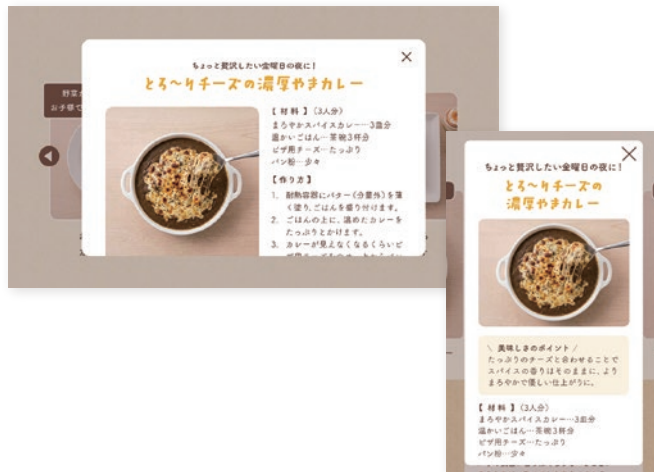 ちょっと贅沢したい金曜日の夜に!
とろ〜りチーズの濃厚やきカレー
野菜
お子様で
【材料】(3人分)
まろやかスパイスカレー…3皿分
温かいごはん…茶碗3杯分
ピザ用チーズ…たっぷり
パン粉…少々
【作り方】
1. 耐熱容器にバター(分量外)を薄
く塗り、ごはんを盛り付けます。
2. ごはんの上に、温めたカレーを
たっぷりとかけます。
3. カレーが見えなくなるくらいピ
ちょっと贅沢したい金曜日の夜に!
とろ〜りチーズの
濃厚やきカレー
\ 美味しさのポイント /
たっぷりのチーズと合わせることで
スパイスの香りはそのままに、より
まろやかで優しい仕上がりに。
【材料】(3人分)
まろやかスパイスカレー…3皿分
温かいごはん…茶碗3杯分
ピザ用チーズ…たっぷり
パン粉…少々